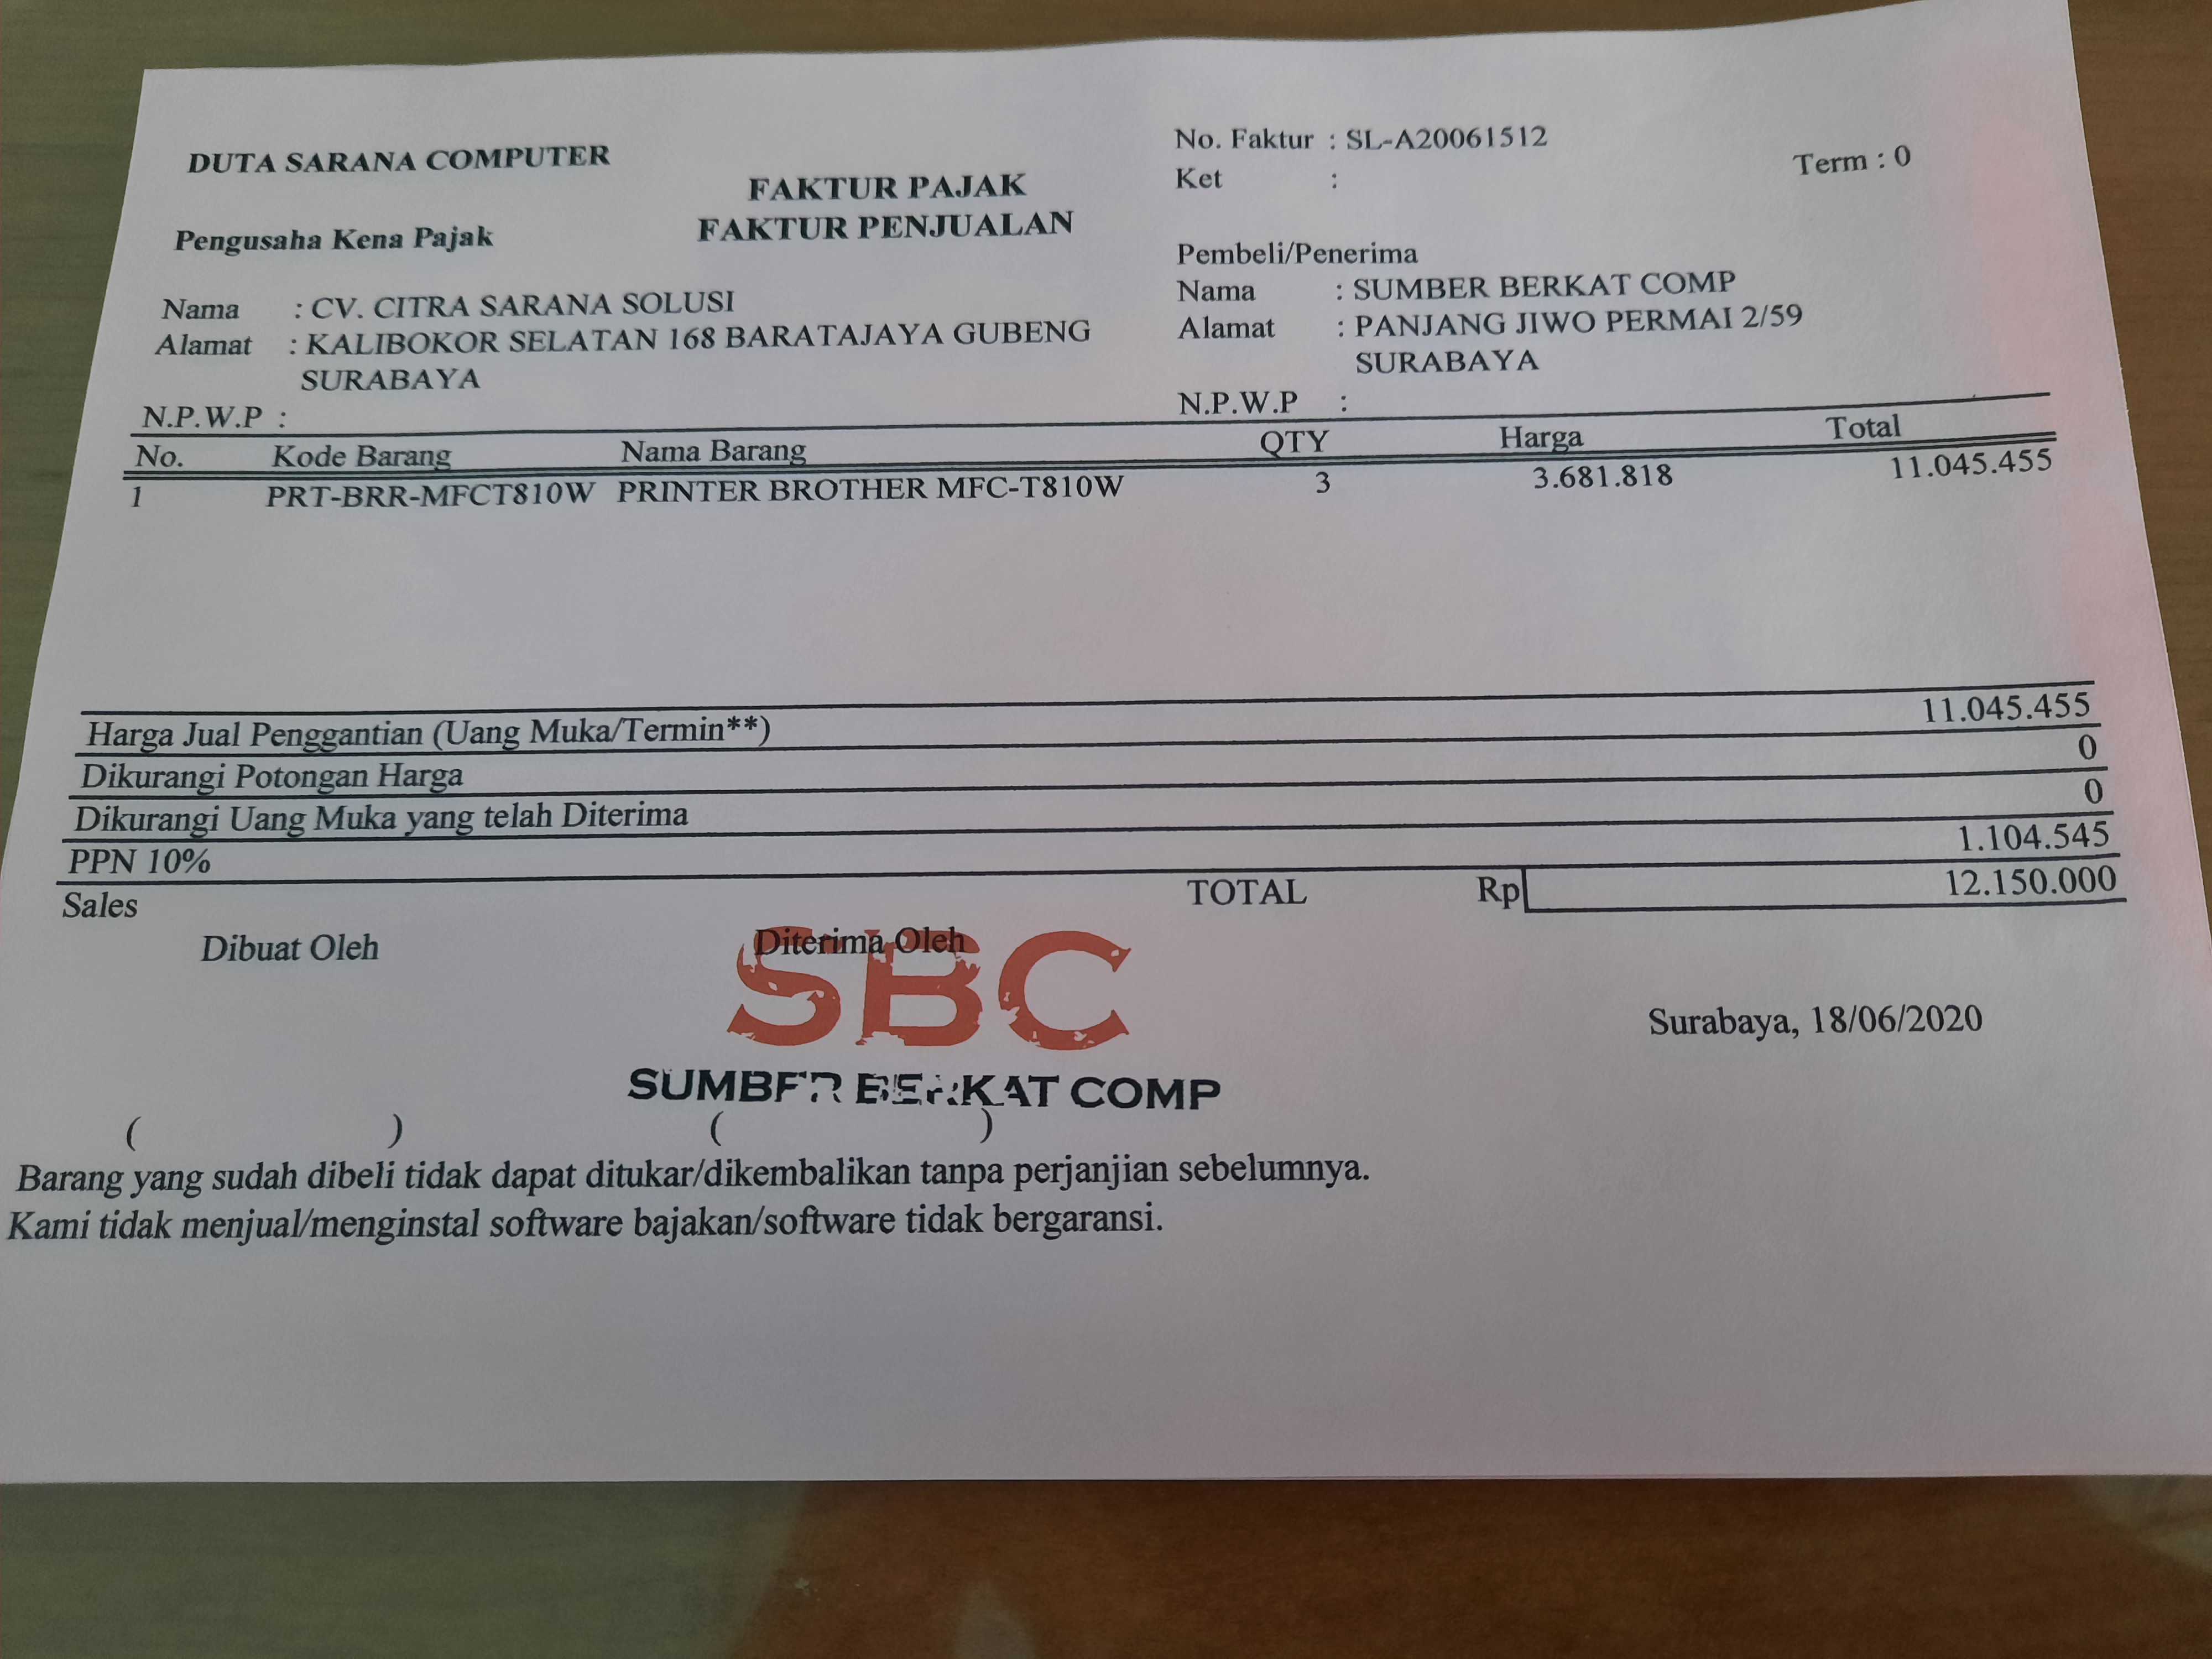 DUTA SARANA COMPUTER
FAKTUR PAJAK
FAKTUR PENJUALAN
No. Faktur : SL-A20061512
Ket :
Term : 0
Pengusaha Kena Pajak
Nama : CV. CITRA SARANA SOLUSI
Alamat : KALIBOKOR SELATAN 168 BARATAJAYA GUBENG
SURABAYA
N.P.W.P :
Pembeli/Penerima
Nama : SUMBER BERKAT COMP
Alamat : PANJANG JIWO PERMAI 2/59
SURABAYA
N.P.W.P :
No. Kode Barang Nama Barang QTY Harga Total
1 PRT-BRR-MFCT810W PRINTER BROTHER MFC-T810W 3 3.681.818 11.045.455
Harga Jual Penggantian (Uang Muka/Termin**) 11.045.455
Dikurangi Potongan Harga 0
Dikurangi Uang Muka yang telah Diterima 0
PPN 10% 1.104.545
Sales TOTAL Rp 12.150.000
Dibuat Oleh Diterima Oleh
SBC
SUMBER BERKAT COMP
Surabaya, 18/06/2020
( ) ( )
Barang yang sudah dibeli tidak dapat ditukar/dikembalikan tanpa perjanjian sebelumnya.
Kami tidak menjual/menginstal software bajakan/software tidak bergaransi.